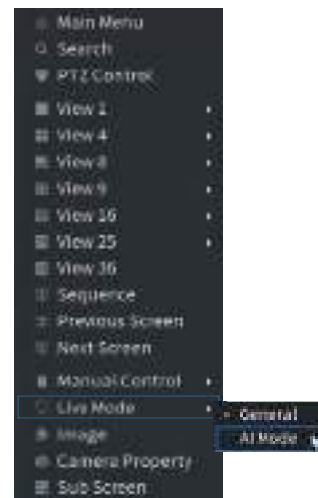 Main Menu
Search
PTZ Control
View 1
View 4
View 8
View 9
View 16
View 25
View 36
Sequence
Previous Screen
Next Screen
Manual Control
Live Mode
General
AI Mode
Image
Camera Property
Sub Screen